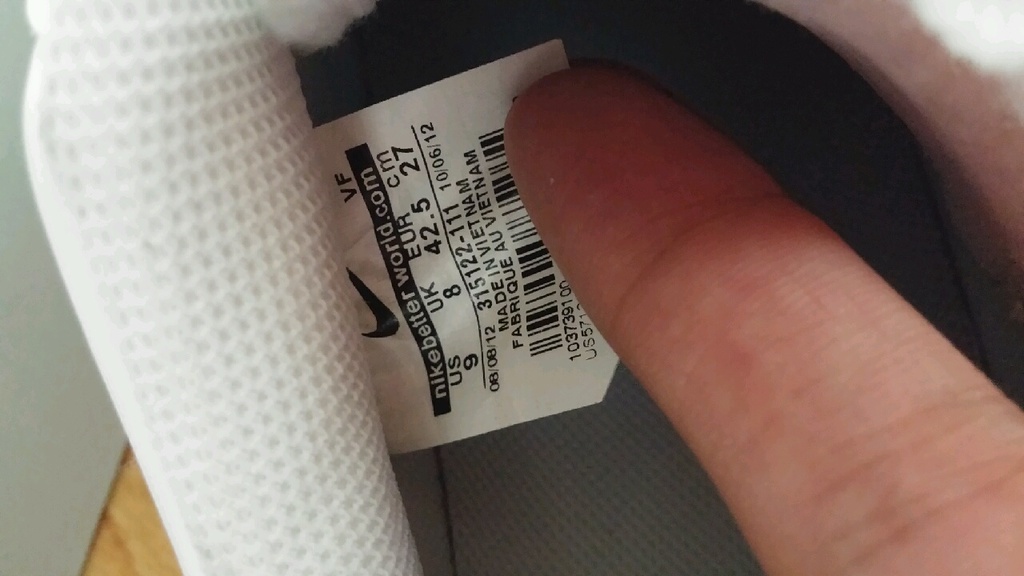 VF
nikebetterworld.com
US UK EUR cm
9 8 42.5 27
08/08/12 315122-111 10/06/12
MADE IN VIETNAM
FABRIQUE AU VIETNAM